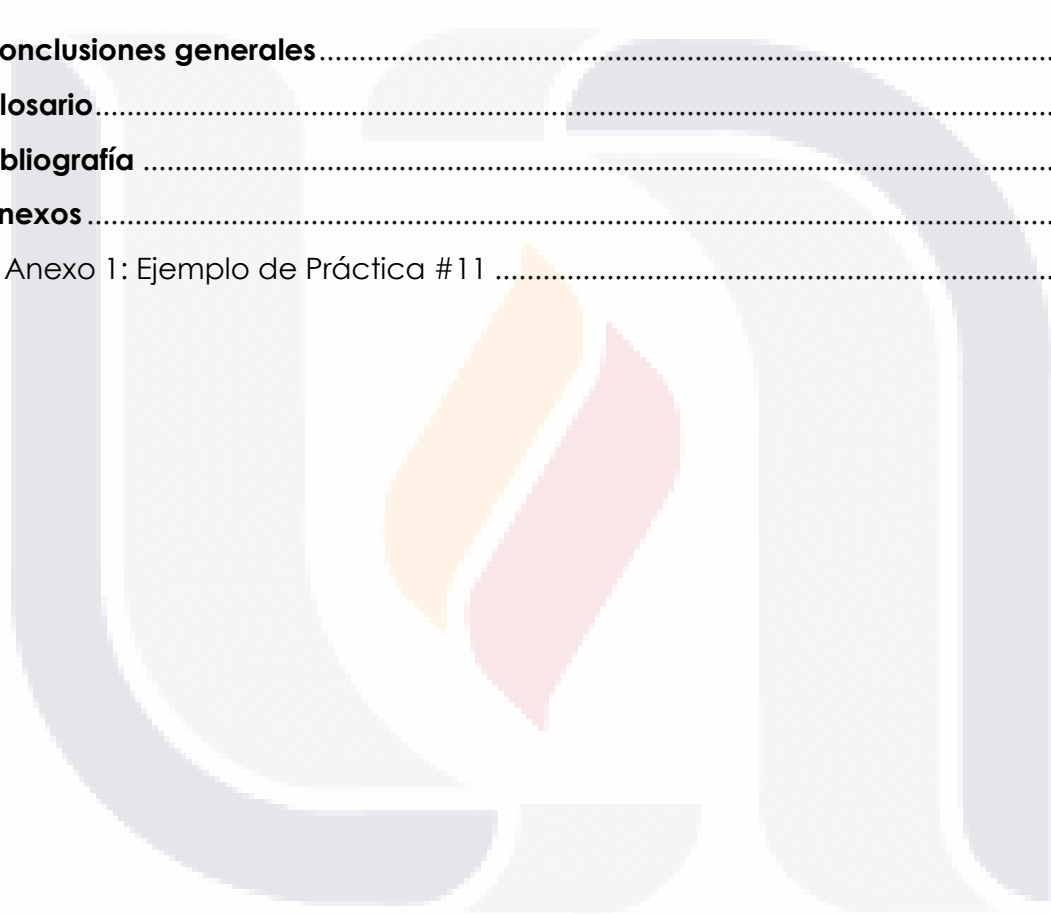 onclusiones generales..........................................................................................
losario......................................................................................................................
bliografía ................................................................................................................
nexos .......................................................................................................................
Anexo 1: Ejemplo de Práctica #11 .....................................................................